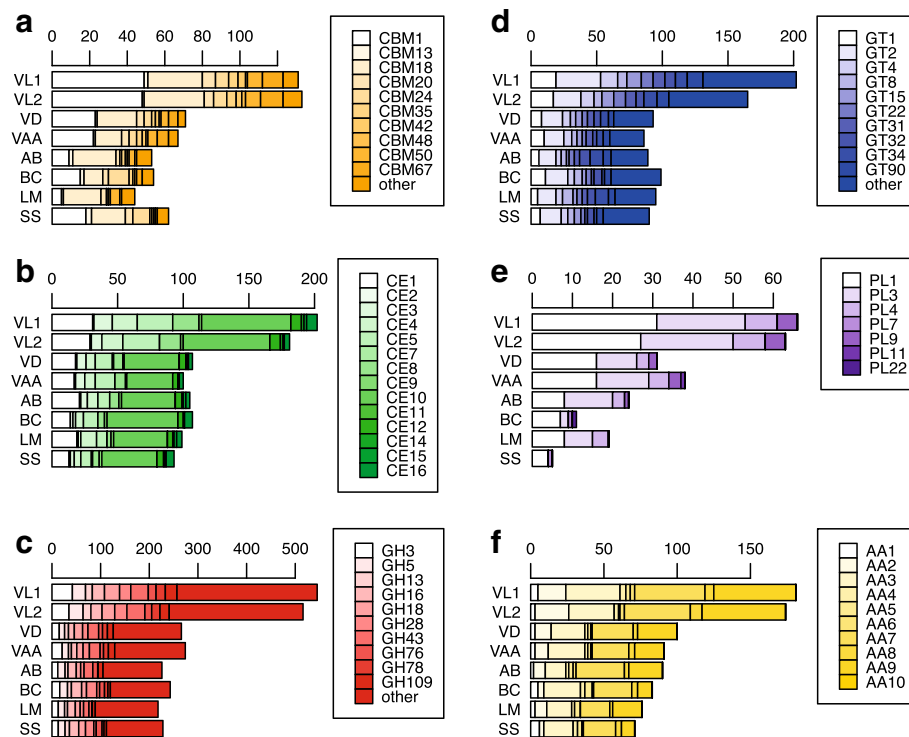 a
0 20 40 60 80 100
VL1
VL2
VD
VAA
AB
BC
LM
SS
CBM1
CBM13
CBM18
CBM20
CBM24
CBM35
CBM42
CBM48
CBM50
CBM67
other
d
0 50 100 150 200
VL1
VL2
VD
VAA
AB
BC
LM
SS
GT1
GT2
GT4
GT8
GT15
GT22
GT31
GT32
GT34
GT90
other
b
0 50 100 150 200
VL1
VL2
VD
VAA
AB
BC
LM
SS
CE1
CE2
CE3
CE4
CE5
CE7
CE8
CE9
CE10
CE11
CE12
CE14
CE15
CE16
e
0 10 20 30 40 50 60
VL1
VL2
VD
VAA
AB
BC
LM
SS
PL1
PL3
PL4
PL7
PL9
PL11
PL22
c
0 100 200 300 400 500
VL1
VL2
VD
VAA
AB
BC
LM
SS
GH3
GH5
GH13
GH16
GH18
GH28
GH43
GH76
GH78
GH109
other
f
0 50 100 150
VL1
VL2
VD
VAA
AB
BC
LM
SS
AA1
AA2
AA3
AA4
AA5
AA6
AA7
AA8
AA9
AA10